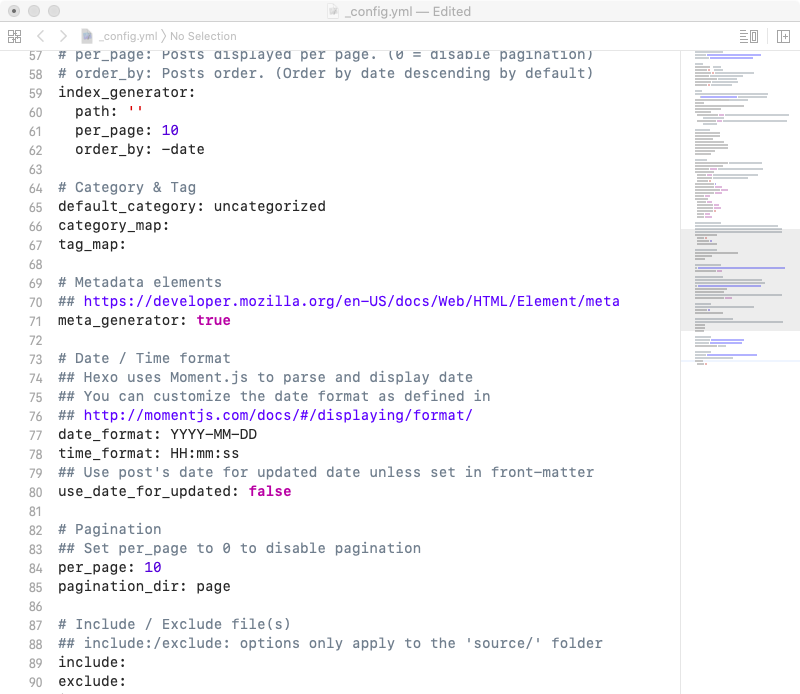 _config.yml — Edited
_config.yml No Selection
57 # per_page: Posts displayed per page. (0 = disable pagination)
58 # order_by: Posts order. (Order by date descending by default)
59 index_generator:
60   path: ''
61   per_page: 10
62   order_by: -date
63
64 # Category & Tag
65 default_category: uncategorized
66 category_map:
67 tag_map:
68
69 # Metadata elements
70 ## https://developer.mozilla.org/en-US/docs/Web/HTML/Element/meta
71 meta_generator: true
72
73 # Date / Time format
74 ## Hexo uses Moment.js to parse and display date
75 ## You can customize the date format as defined in
76 ## http://momentjs.com/docs/#/displaying/format/
77 date_format: YYYY-MM-DD
78 time_format: HH:mm:ss
79 ## Use post's date for updated date unless set in front-matter
80 use_date_for_updated: false
81
82 # Pagination
83 ## Set per_page to 0 to disable pagination
84 per_page: 10
85 pagination_dir: page
86
87 # Include / Exclude file(s)
88 ## include:/exclude: options only apply to the 'source/' folder
89 include:
90 exclude: